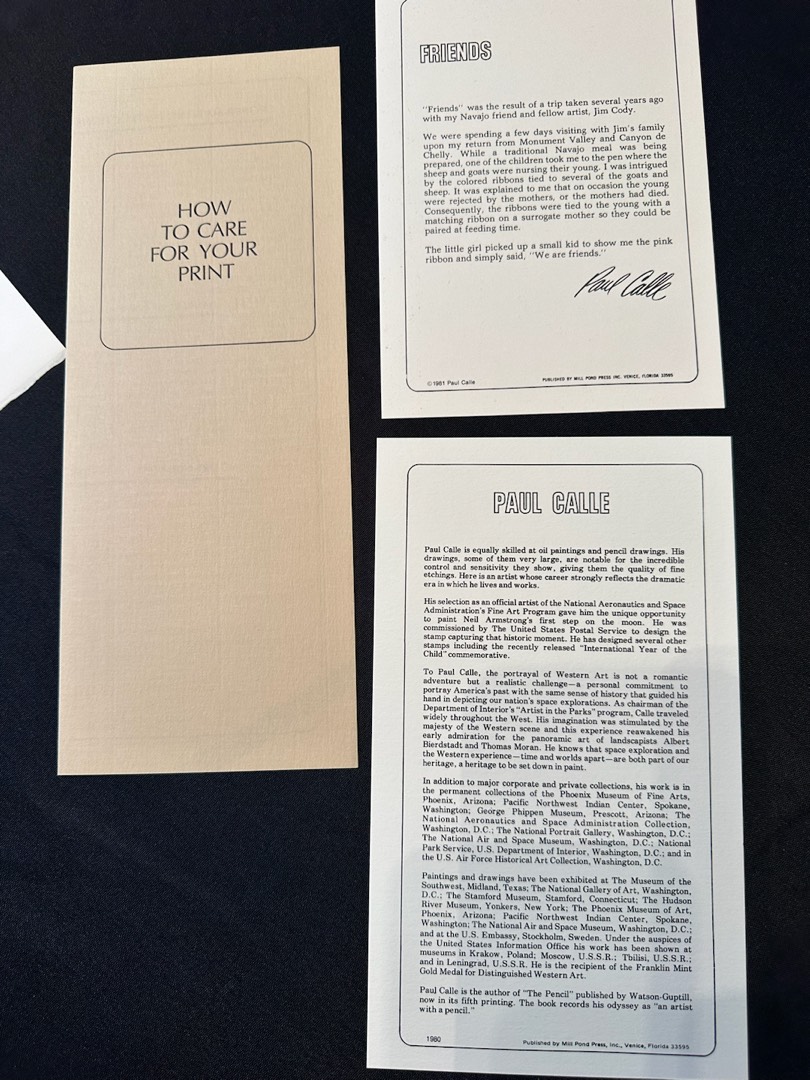 HOW
TO CARE
FOR YOUR
PRINT
FRIENDS
"Friends" was the result of a trip taken several years ago
with my Navajo friend and fellow artist, Jim Cody.
We were spending a few days visiting with Jim's family
upon my return from Monument Valley and Canyon de
Chelly. While a traditional Navajo meal was being
prepared, one of the children took me to the pen where the
sheep and goats were nursing their young. I was intrigued
by the colored ribbons tied to several of the goats and
sheep. It was explained to me that on occasion the young
were rejected by the mothers, or the mothers had died.
Consequently, the ribbons were tied to the young with a
matching ribbon on a surrogate mother so they could be
paired at feeding time.
The little girl picked up a small kid to show me the pink
ribbon and simply said, "We are friends."
Paul Calle
© 1981 Paul Calle
PUBLISHED BY MILL POND PRESS INC. VENICE, FLORIDA 33595
PAUL CALLE
Paul Calle is equally skilled at oil paintings and pencil drawings. His
drawings, some of them very large, are notable for the incredible
control and sensitivity they show, giving them the quality of fine
etchings. Here is an artist whose career strongly reflects the dramatic
era in which he lives and works.
His selection as an official artist of the National Aeronautics and Space
Administration's Fine Art Program gave him the unique opportunity
to paint Neil Armstrong's first step on the moon. He was
commissioned by The United States Postal Service to design the
stamp capturing that historic moment. He has designed several other
stamps including the recently released "International Year of the
Child" commemorative.
To Paul Calle, the portrayal of Western Art is not a romantic
adventure but a realistic challenge—a personal commitment to
portray America's past with the same sense of history that guided his
hand in depicting our nation's space explorations. As chairman of the
Department of Interior's "Artist in the Parks" program, Calle traveled
widely throughout the West. His imagination was stimulated by the
majesty of the Western scene and this experience reawakened his
early admiration for the panoramic art of landscapists Albert
Bierdstadt and Thomas Moran. He knows that space exploration and
the Western experience—time and worlds apart—are both part of our
heritage, a heritage to be set down in paint.
In addition to major corporate and private collections, his work is in
the permanent collections of the Phoenix Museum of Fine Arts,
Phoenix, Arizona; Pacific Northwest Indian Center, Spokane,
Washington; George Phippen Museum, Prescott, Arizona; The
National Aeronautics and Space Administration Collection,
Washington, D.C.; The National Portrait Gallery, Washington, D.C.;
The National Air and Space Museum, Washington, D.C.; National
Park Service, U.S. Department of Interior, Washington, D.C.; and in
the U.S. Air Force Historical Art Collection, Washington, D.C.
Paintings and drawings have been exhibited at The Museum of the
Southwest, Midland, Texas; The National Gallery of Art, Washington,
D.C.; The Stamford Museum, Stamford, Connecticut; The Hudson
River Museum, Yonkers, New York; The Phoenix Museum of Art,
Phoenix, Arizona; Pacific Northwest Indian Center, Spokane,
Washington; The National Air and Space Museum, Washington, D.C.;
and at the U.S. Embassy, Stockholm, Sweden. Under the auspices of
the United States Information Office his work has been shown at
museums in Krakow, Poland; Moscow, U.S.S.R.; Tbilisi, U.S.S.R.;
and in Leningrad, U.S.S.R. He is the recipient of the Franklin Mint
Gold Medal for Distinguished Western Art.
Paul Calle is the author of "The Pencil" published by Watson-Guptill,
now in its fifth printing. The book records his odyssey as "an artist
with a pencil."
1980
Published by Mill Pond Press, Inc., Venice, Florida 33595